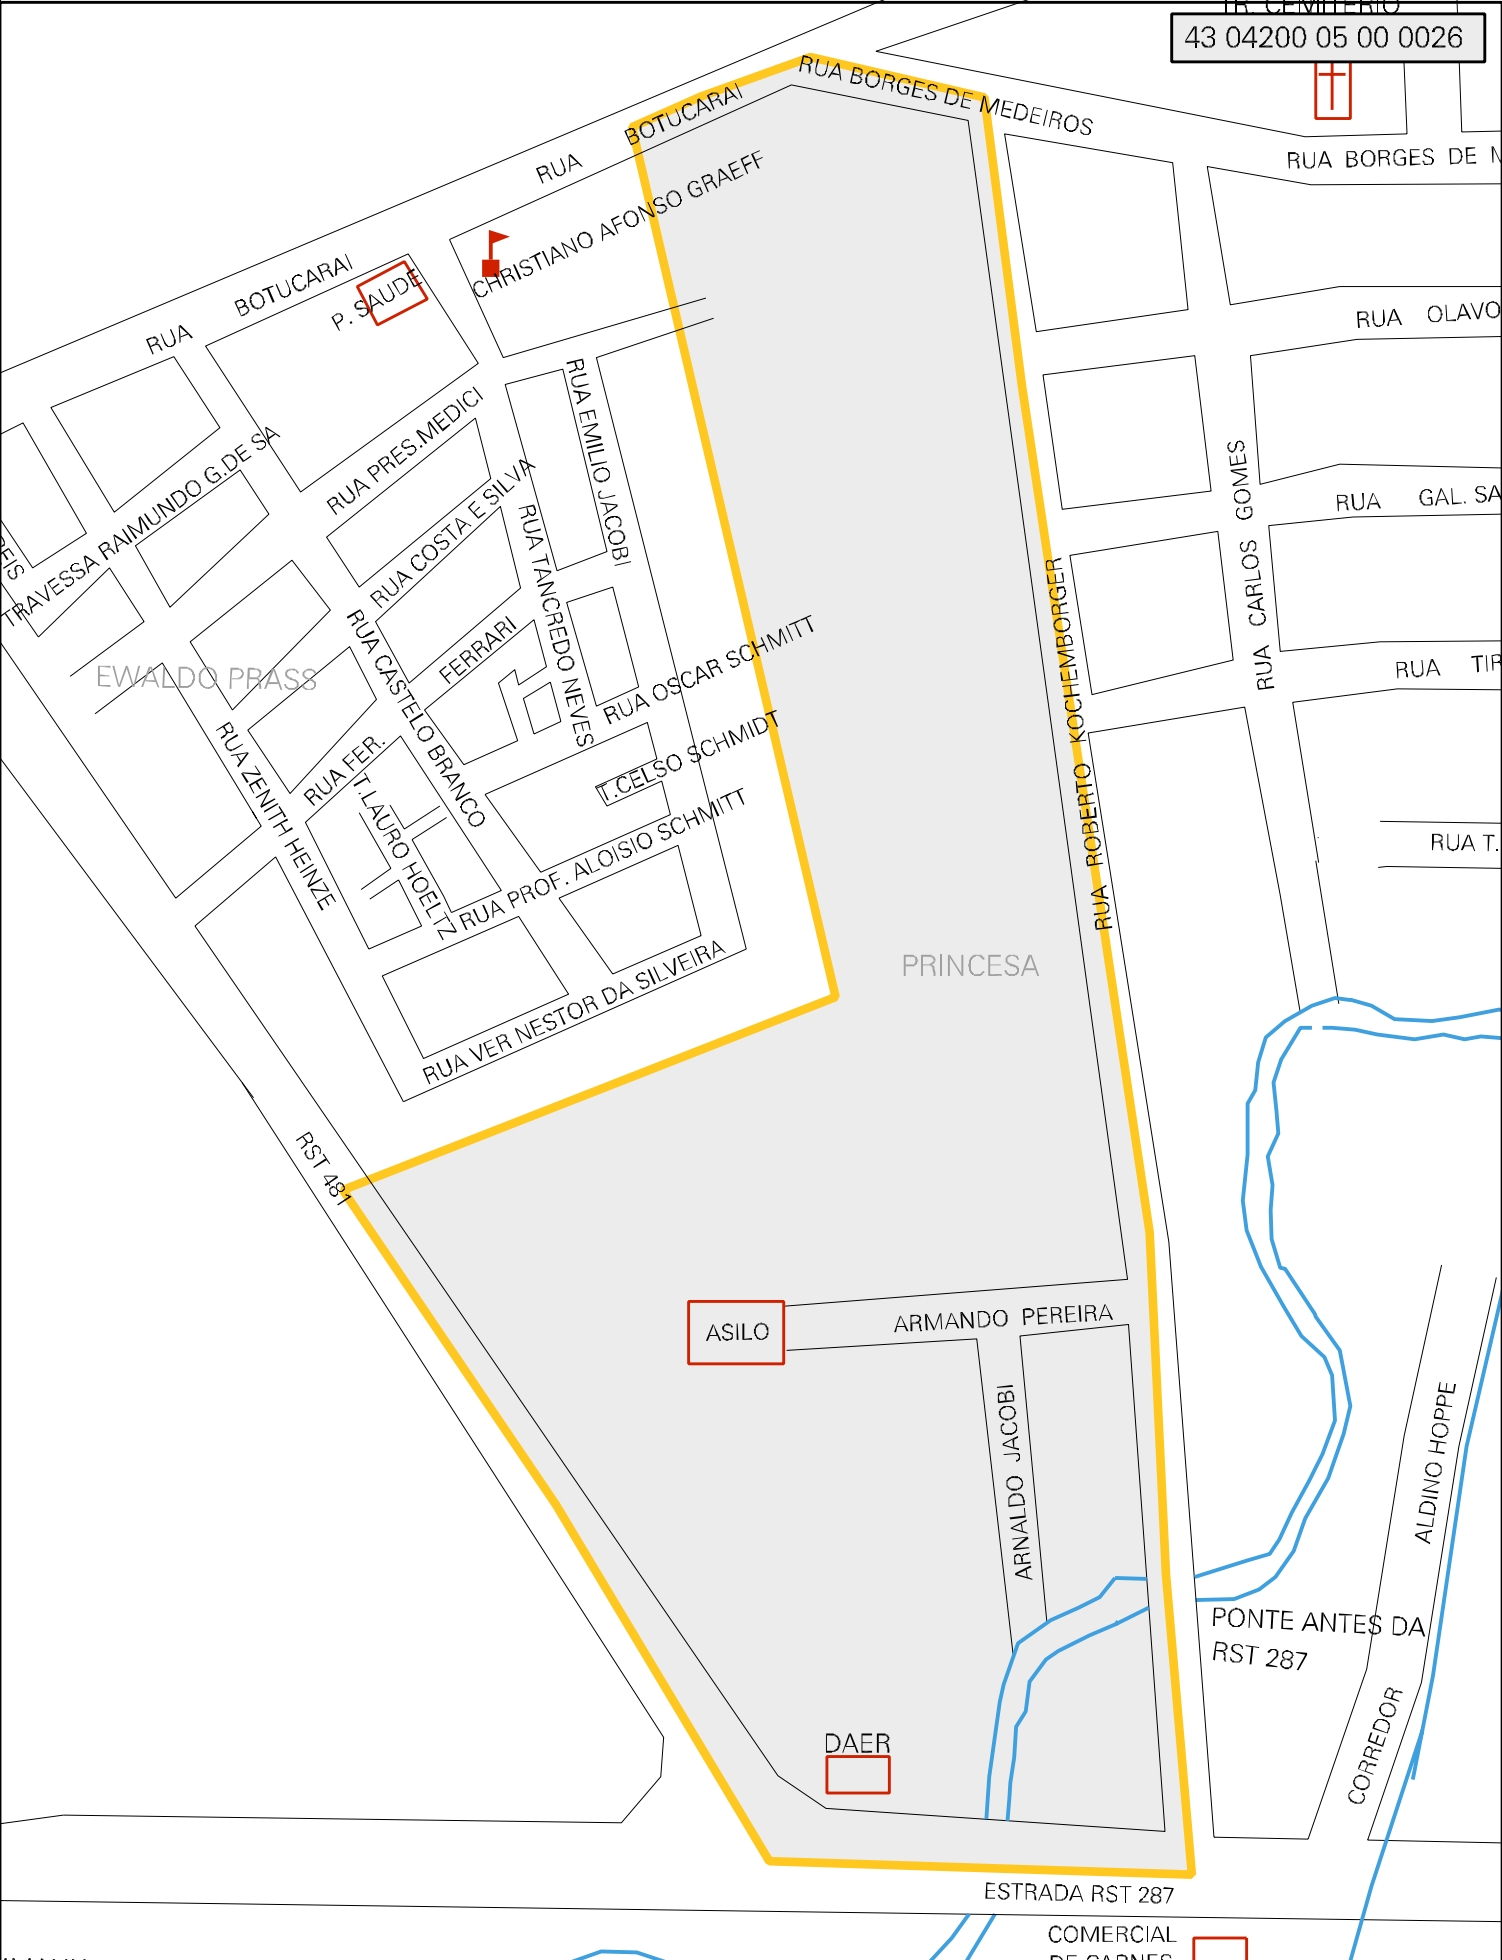 TR. CEMITERIO
43 04200 05 00 0026
RUA BORGES DE MEDEIROS
RUA BOTUCARAI
RUA BORGES DE
CHRISTIANO AFONSO GRAEFF
RUA BOTUCARAI
P. SAUDE
RUA OLAVO
RUA EMILIO JACOBI
RUA PRES.MEDICI
TRAVESSA RAIMUNDO G.DE SA
RUA COSTA E SILVA
RUA GAL. SA
RUA CARLOS GOMES
RUA TANCREDO NEVES
RUA ROBERTO KOCHEMBORGER
RUA CASTELO BRANCO
FERRARI
RUA OSCAR SCHMITT
EWALDO PRASS
RUA TIR
T.CELSO SCHMIDT
RUA ZENITH HEINZE
RUA FER.
T. LAURO HOELTZ
RUA PROF. ALOISIO SCHMITT
RUA T.
RUA VER NESTOR DA SILVEIRA
PRINCESA
RST 481
ARMANDO PEREIRA
ASILO
ARNALDO JACOBI
ALDINO HOPPE
PONTE ANTES DA
RST 287
CORREDOR
DAER
ESTRADA RST 287
COMERCIAL
DE CARNES